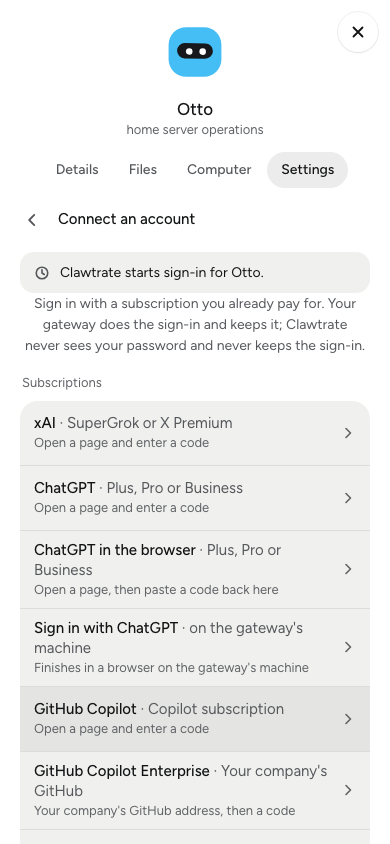 Otto
home server operations
Details Files Computer Settings
Connect an account
Clawtrate starts sign-in for Otto.
Sign in with a subscription you already pay for. Your
gateway does the sign-in and keeps it; Clawtrate
never sees your password and never keeps the sign-in.
Subscriptions
xAI · SuperGrok or X Premium
Open a page and enter a code
ChatGPT · Plus, Pro or Business
Open a page and enter a code
ChatGPT in the browser · Plus, Pro or
Business
Open a page, then paste a code back here
Sign in with ChatGPT · on the gateway's
machine
Finishes in a browser on the gateway's machine
GitHub Copilot · Copilot subscription
Open a page and enter a code
GitHub Copilot Enterprise · Your company's
GitHub
Your company's GitHub address, then a code